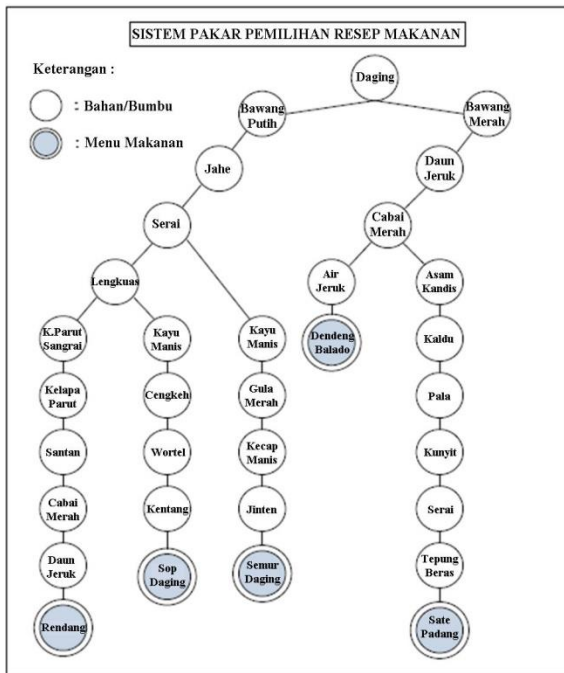 SISTEM PAKAR PEMILIHAN RESEP MAKANAN
Keterangan :
: Bahan/Bumbu
: Menu Makanan
Daging
Bawang
Putih
Bawang
Merah
Jahe
Daun
Jeruk
Serai
Cabai
Merah
Lengkuas
Air
Jeruk
Asam
Kandis
K.Parut
Sangrai
Kayu
Manis
Kayu
Manis
Dendeng
Balado
Kaldu
Kelapa
Parut
Cengkeh
Gula
Merah
Pala
Santan
Wortel
Kecap
Manis
Kunyit
Cabai
Merah
Kentang
Jinten
Serai
Daun
Jeruk
Sop
Daging
Semur
Daging
Tepung
Beras
Rendang
Sate
Padang